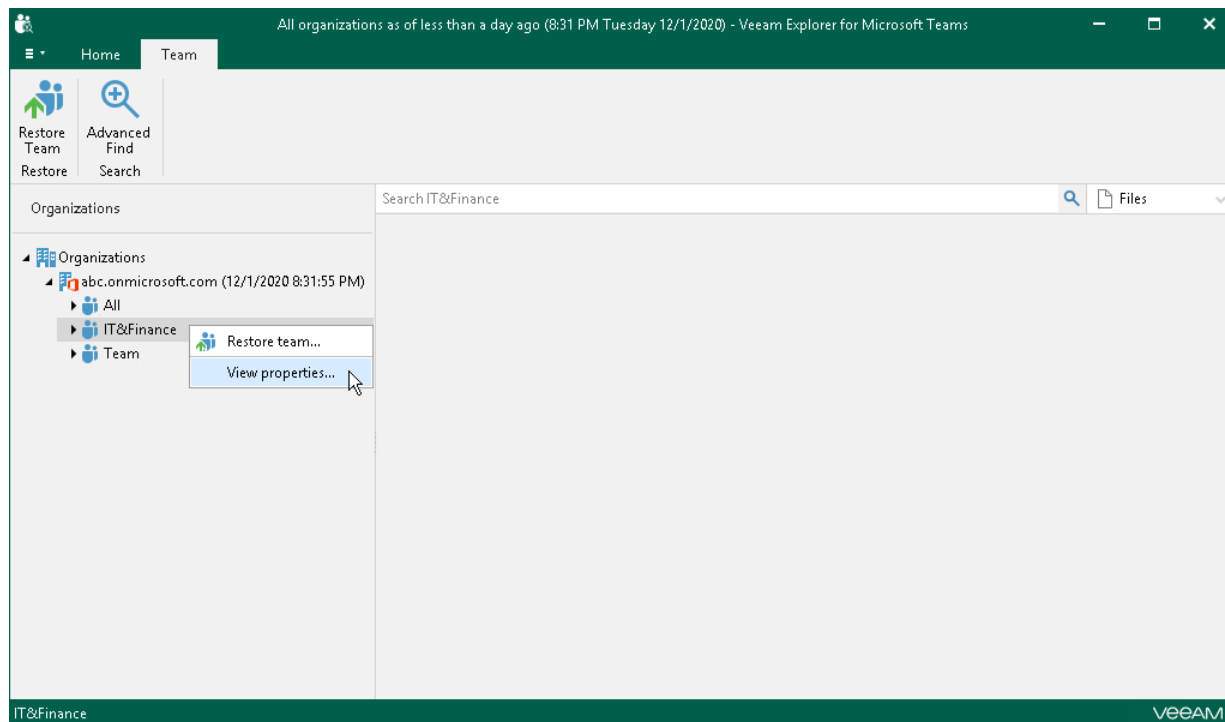 All organizations as of less than a day ago (8:31 PM Tuesday 12/1/2020) - Veeam Explorer for Microsoft Teams
Home Team
Restore Team
Advanced Find
Restore Search
Organizations
Search IT&Finance
Files
Organizations
abc.onmicrosoft.com (12/1/2020 8:31:55 PM)
All
IT&Finance
Restore team...
Team
View properties...
IT&Finance
VEEAM